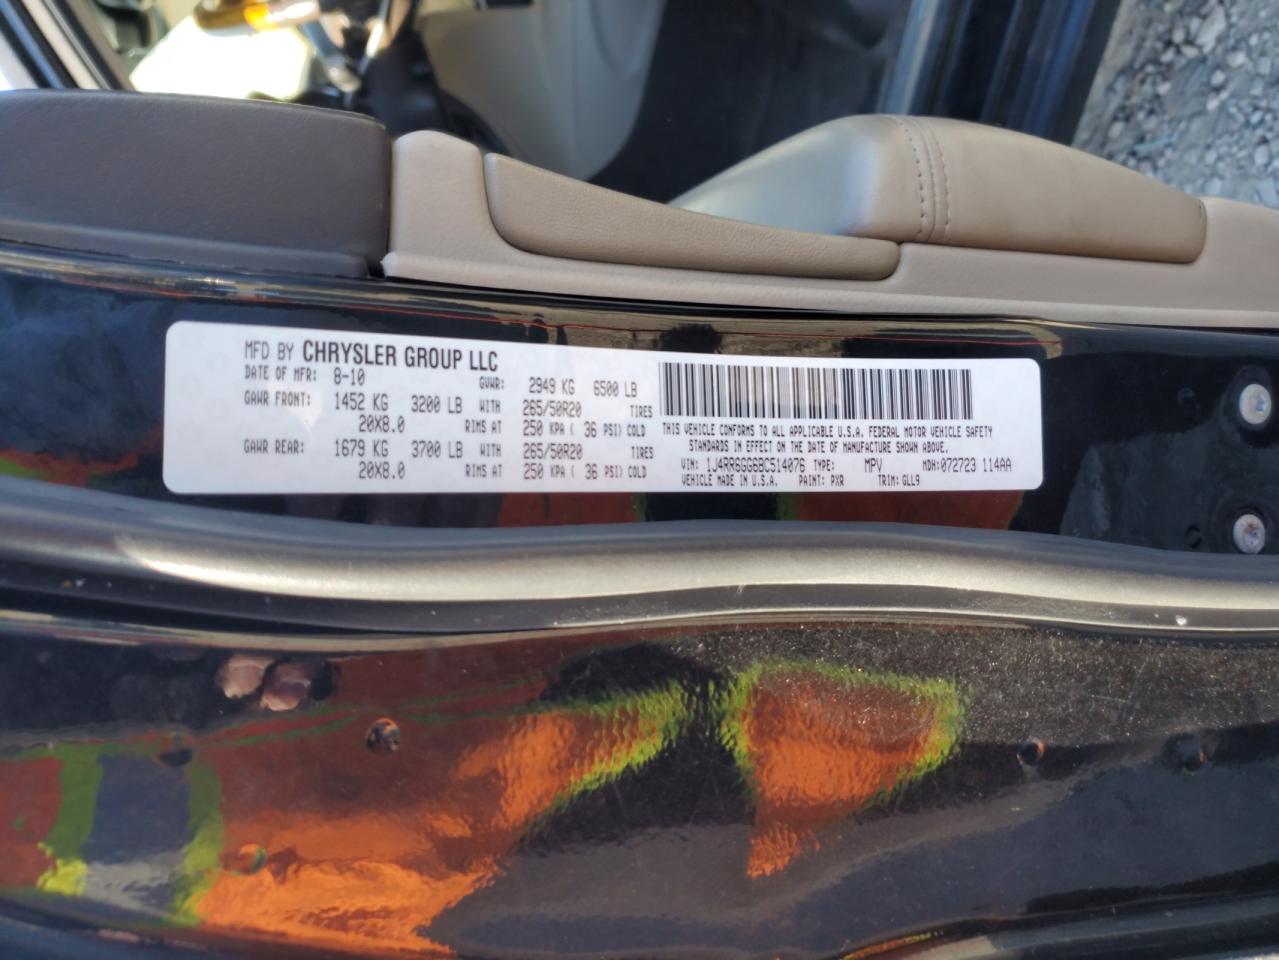 MFD BY CHRYSLER GROUP LLC
DATE OF MFR: 8-10 GVWR: 2949 KG 6500 LB
GAWR FRONT: 1452 KG 3200 LB WITH 265/50R20 TIRES
20X8.0 RIMS AT 250 KPA ( 36 PSI) COLD
GAWR REAR: 1679 KG 3700 LB WITH 265/50R20 TIRES
20X8.0 RIMS AT 250 KPA ( 36 PSI) COLD
THIS VEHICLE CONFORMS TO ALL APPLICABLE U.S.A. FEDERAL MOTOR VEHICLE SAFETY
STANDARDS IN EFFECT ON THE DATE OF MANUFACTURE SHOWN ABOVE.
VIN: 1J4RR6GG6BC514076 TYPE: MPV MDH: 072723 114AA
VEHICLE MADE IN U.S.A. PAINT: PXR TRIM: GLL9